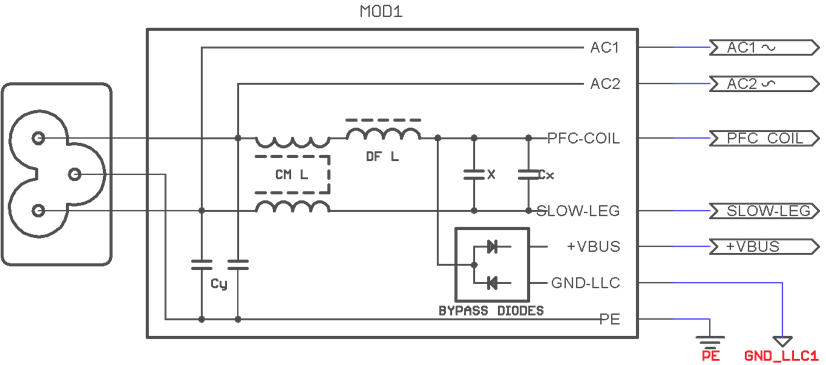 MOD1
AC1 AC1 ~
AC2 AC2 ~
PFC-COIL PFC COIL
DF L
CM L
X Cx
SLOW-LEG SLOW-LEG
+VBUS +VBUS
GND-LLC
Cy
BYPASS DIODES
PE
PE GND_LLC1